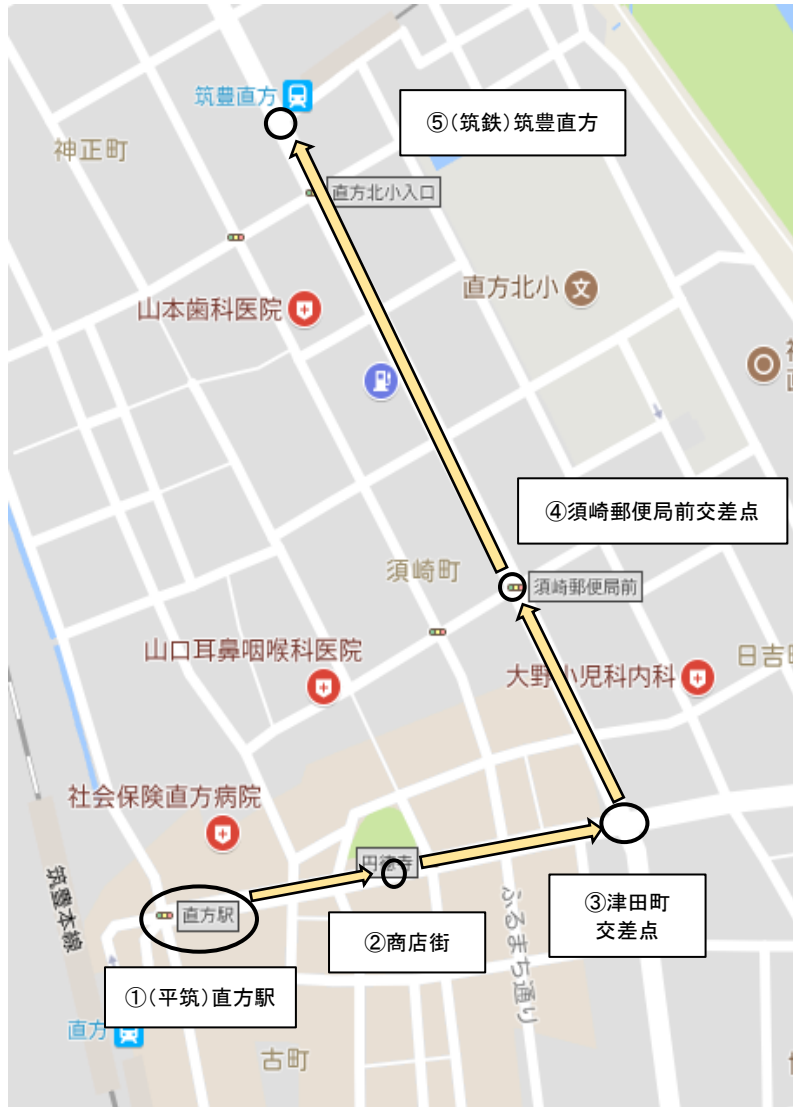 筑豊直方
⑤(筑鉄)筑豊直方
神正町
直方北小入口
直方北小
山本歯科医院
④須崎郵便局前交差点
須崎町
須崎郵便局前
山口耳鼻咽喉科医院
日吉町
大野小児科内科
社会保険直方病院
円徳寺
筑豊本線
直方駅
②商店街
③津田町
交差点
ふるまち通り
①(平筑)直方駅
直方
古町